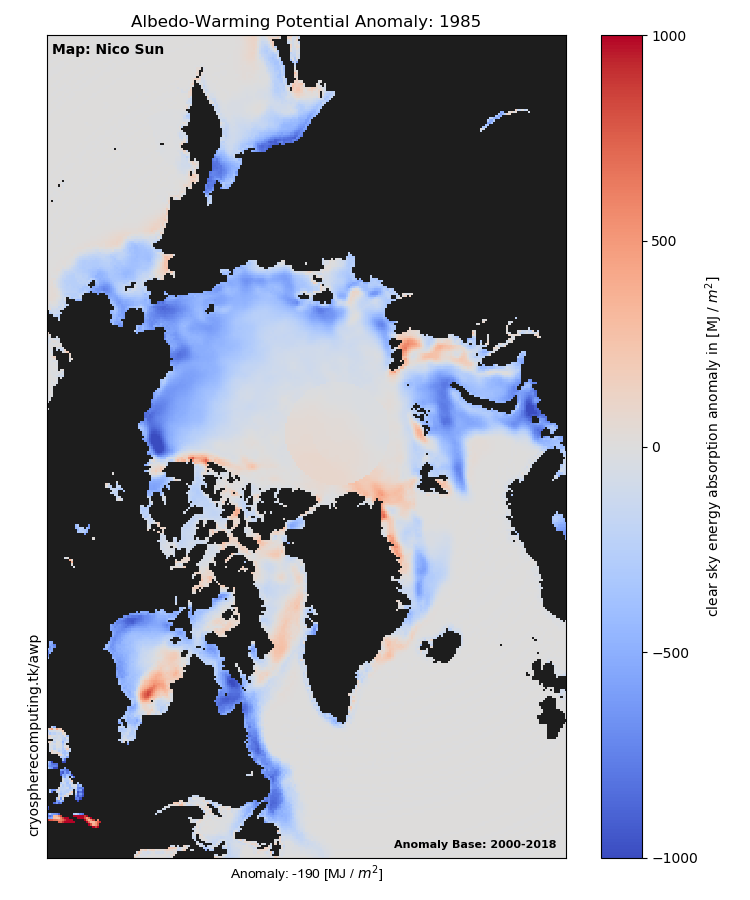 Albedo-Warming Potential Anomaly: 1985
Map: Nico Sun
1000
500
0
−500
−1000
clear sky energy absorption anomaly in [MJ / m²]
cryospherecomputing.tk/awp
Anomaly Base: 2000-2018
Anomaly: -190 [MJ / m²]